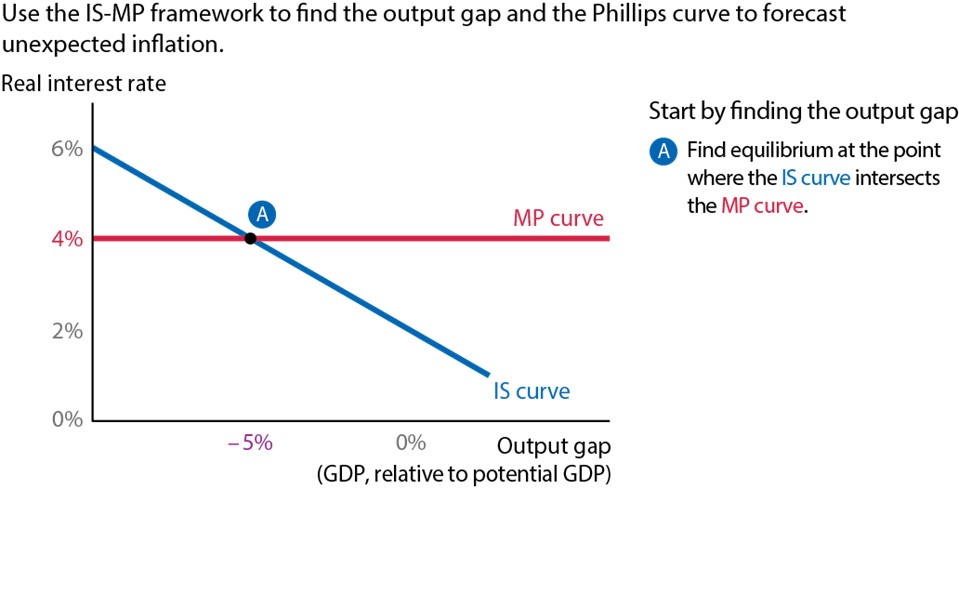 Use the IS-MP framework to find the output gap and the Phillips curve to forecast
unexpected inflation.
Real interest rate
Start by finding the output gap
A Find equilibrium at the point
where the IS curve intersects
the MP curve.
6%
A
MP curve
4%
2%
IS curve
0%
–5%
0%
Output gap
(GDP, relative to potential GDP)